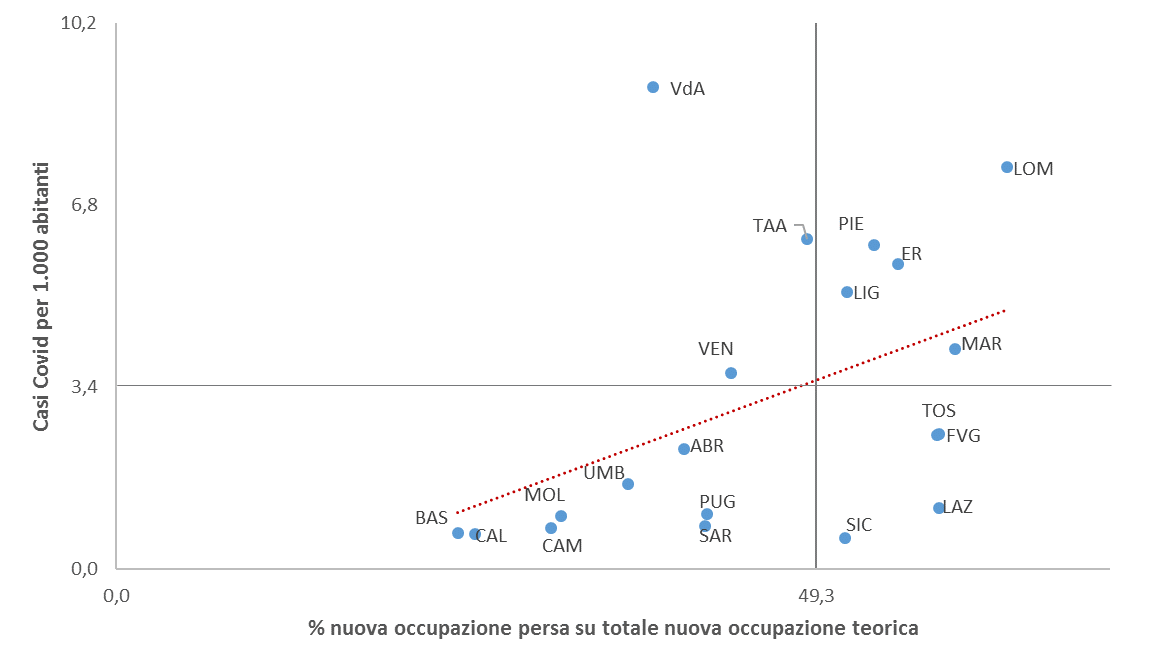 10,2
VdA
LOM
6,8
TAA
PIE
ER
LIG
VEN
MAR
3,4
TOS
FVG
ABR
UMB
MOL
PUG
LAZ
BAS
SIC
CAL
SAR
CAM
0,0
0,0
49,3
Casi Covid per 1.000 abitanti
% nuova occupazione persa su totale nuova occupazione teorica